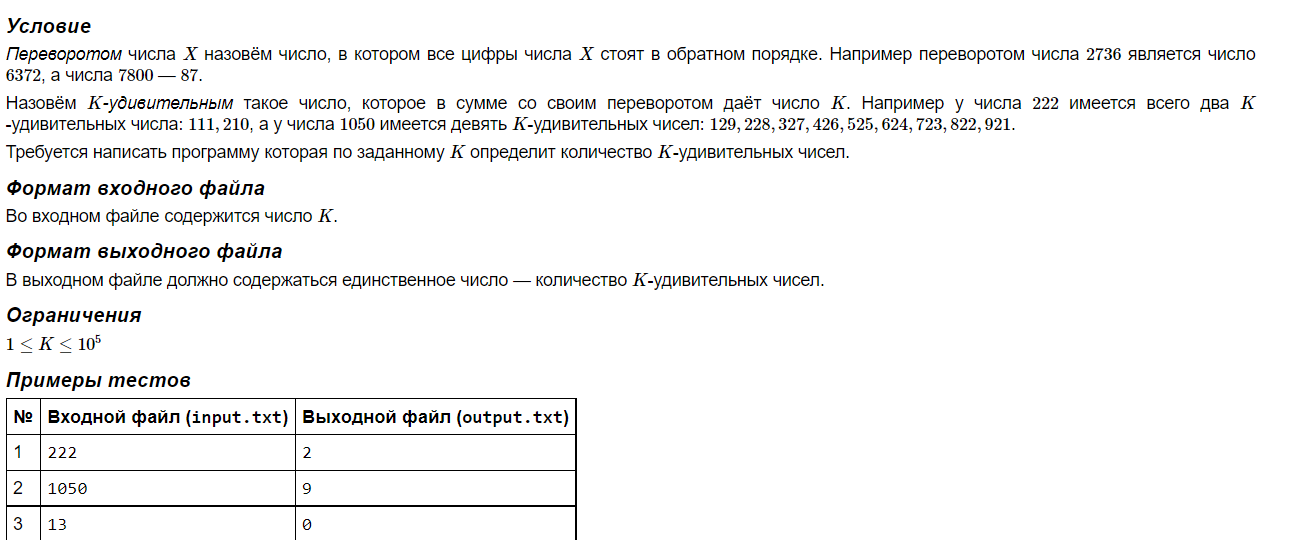 Условие
Переворотом числа X назовём число, в котором все цифры числа X стоят в обратном порядке. Например переворотом числа 2736 является число
6372, а числа 7800 — 87.
Назовём K-удивительным такое число, которое в сумме со своим переворотом даёт число K. Например у числа 222 имеется всего два K
-удивительных числа: 111, 210, а у числа 1050 имеется девять K-удивительных чисел: 129, 228, 327, 426, 525, 624, 723, 822, 921.
Требуется написать программу которая по заданному K определит количество K-удивительных чисел.
Формат входного файла
Во входном файле содержится число K.
Формат выходного файла
В выходном файле должно содержаться единственное число — количество K-удивительных чисел.
Ограничения
1 ≤ K ≤ 10⁵
Примеры тестов
№ Входной файл (input.txt) Выходной файл (output.txt)
1 222 2
2 1050 9
3 13 0